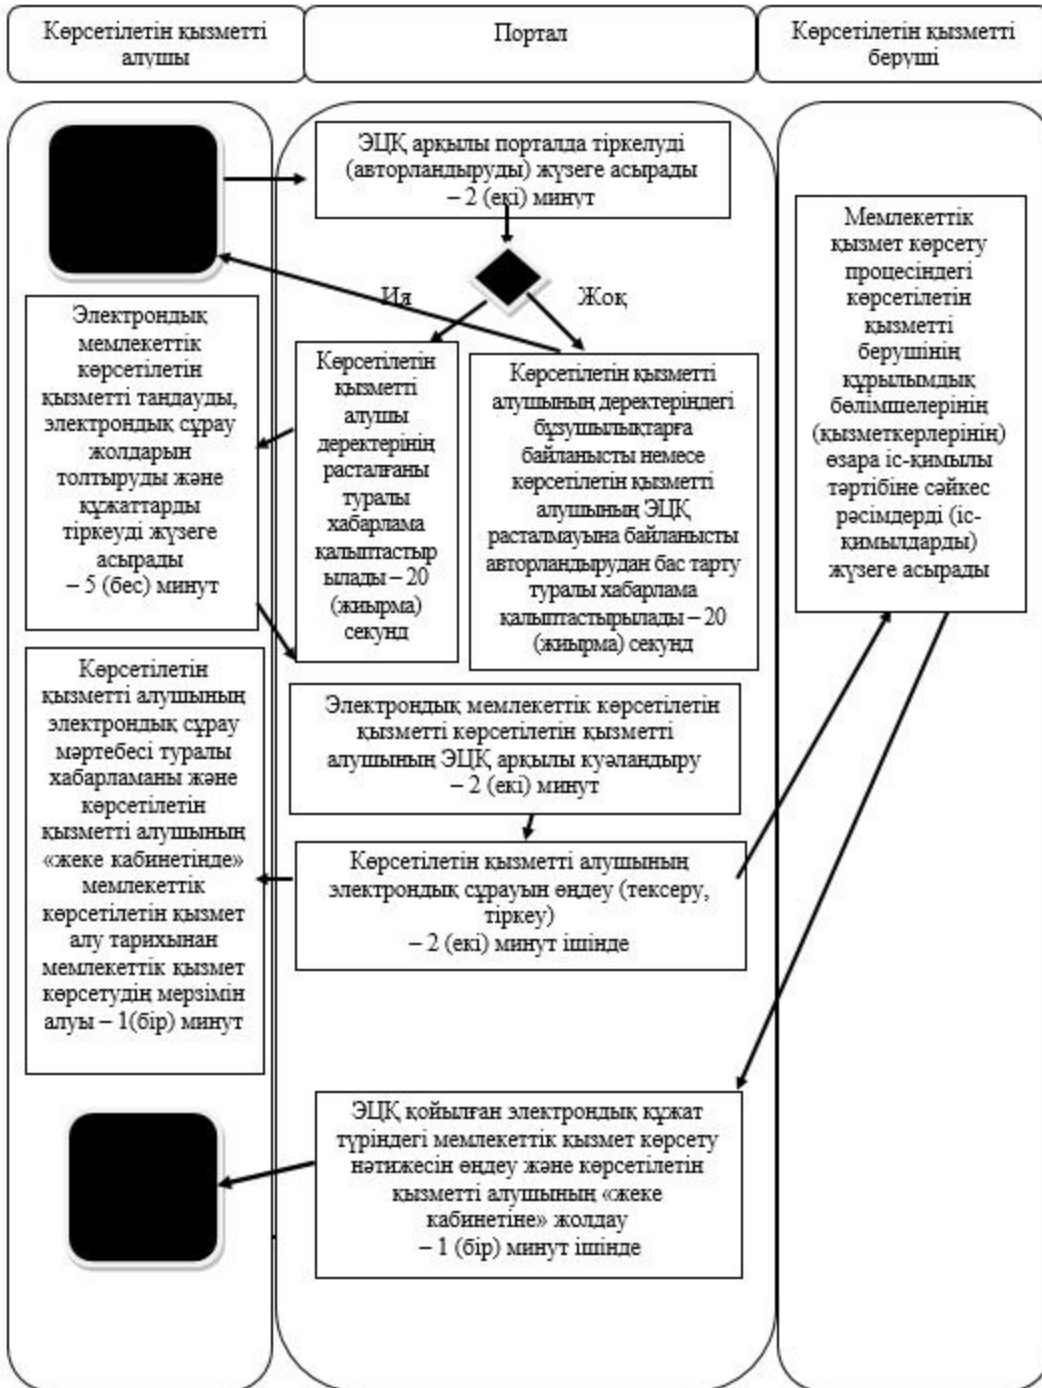 Көрсетілетін қызметті
алушы
Портал
Көрсетілетін қызметті
беруші
ЭЦҚ арқылы порталда тіркелуді
(авторландыруды) жүзеге асырады
– 2 (екі) минут
Ия
Жоқ
Электрондық
мемлекеттік
көрсетілетін
қызметті таңдауды,
электрондық сұрау
жолдарын
толтыруды және
құжаттарды
тіркеуді жүзеге
асырады
– 5 (бес) минут
Көрсетілетін
қызметті
алушы
деректерінің
расталғаны
туралы
хабарлама
қалыптастыр
ылады – 20
(жиырма)
секунд
Көрсетілетін қызметті
алушының деректеріндегі
бұзушылықтарға
байланысты немесе
көрсетілетін қызметті
алушының ЭЦҚ
расталмауына байланысты
авторландырудан бас тарту
туралы хабарлама
қалыптастырылады – 20
(жиырма) секунд
Мемлекеттік
қызмет көрсету
процесіндегі
көрсетілетін
қызметті
берушінің
құрылымдық
бөлімшелерінің
(қызметкерлерінің)
өзара іс-қимылы
тәртібіне сәйкес
рәсімдерді (іс-
қимылдарды)
жүзеге асырады
Көрсетілетін
қызметті алушының
электрондық сұрау
мәртебесі туралы
хабарламаны және
көрсетілетін
қызметті алушының
«жеке кабинетінде»
мемлекеттік
көрсетілетін қызмет
алу тарихынан
мемлекеттік қызмет
көрсетудің мерзімін
алуы – 1(бір) минут
Электрондық мемлекеттік көрсетілетін
қызметті көрсетілетін қызметті
алушының ЭЦҚ арқылы куәландыру
– 2 (екі) минут
Көрсетілетін қызметті алушының
электрондық сұрауын өңдеу (тексеру,
тіркеу)
– 2 (екі) минут ішінде
ЭЦҚ қойылған электрондық құжат
түріндегі мемлекеттік қызмет көрсету
нәтижесін өңдеу және көрсетілетін
қызметті алушының «жеке
кабинетіне» жолдау
– 1 (бір) минут ішінде